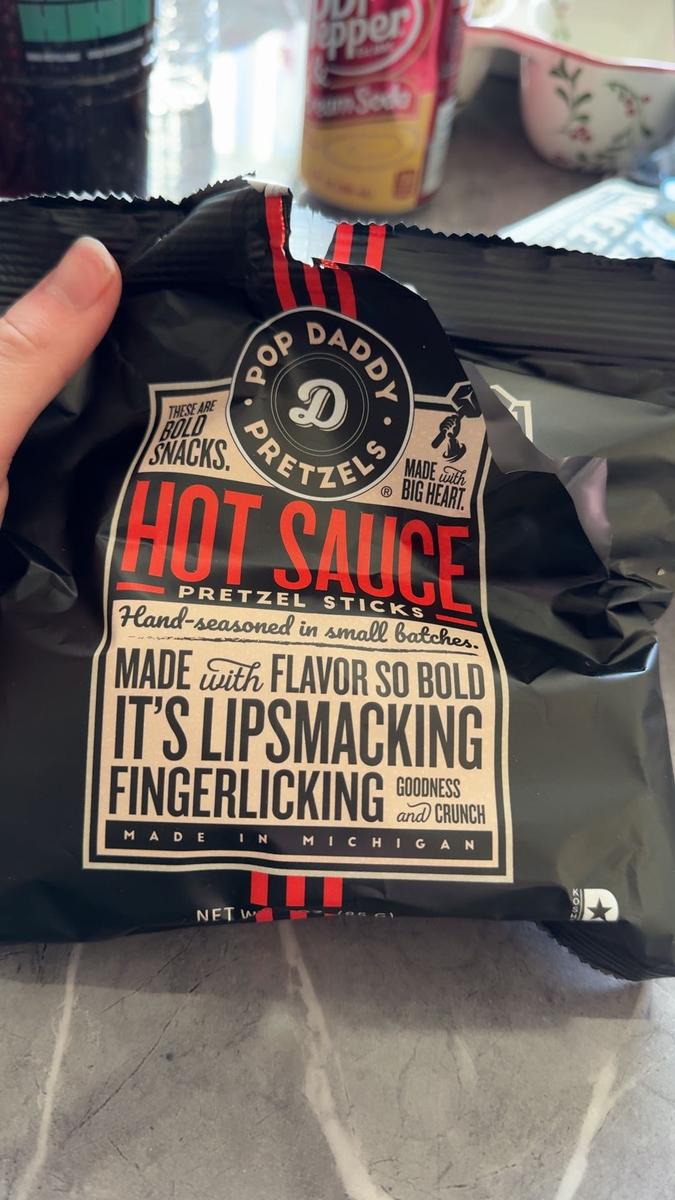 Dr Pepper
&
Cream Soda
POP DADDY
D
PRETZELS
®
THESE ARE
BOLD
SNACKS.
MADE with
BIG HEART.
HOT SAUCE
PRETZEL STICKS
Hand-seasoned in small batches.
MADE with FLAVOR SO BOLD
IT'S LIPSMACKING
FINGERLICKING GOODNESS
and CRUNCH
MADE IN MICHIGAN
NET (85 G)